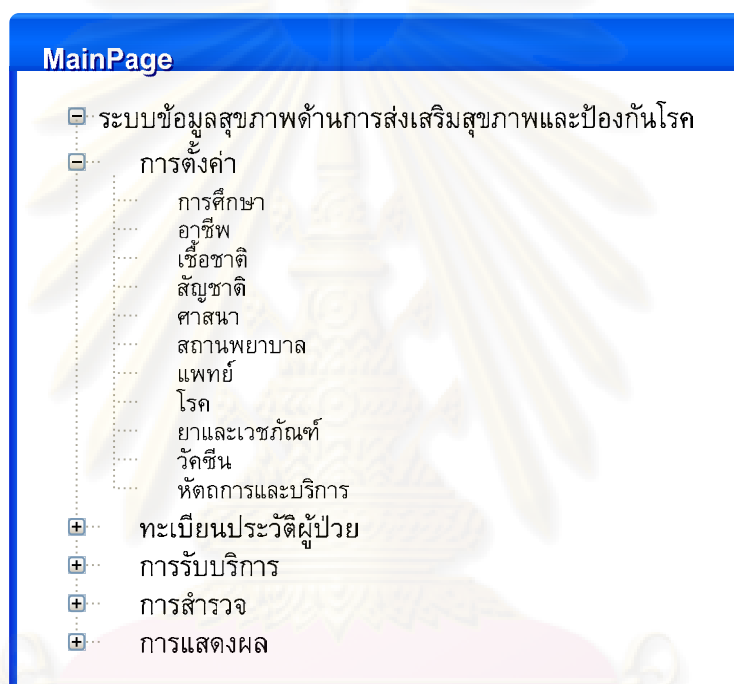 MainPage
ระบบข้อมูลสุขภาพด้านการส่งเสริมสุขภาพและป้องกันโรค
การตั้งค่า
การศึกษา
อาชีพ
เชื้อชาติ
สัญชาติ
ศาสนา
สถานพยาบาล
แพทย์
โรค
ยาและเวชภัณฑ์
วัคซีน
หัตถการและบริการ
ทะเบียนประวัติผู้ป่วย
การรับบริการ
การสำรวจ
การแสดงผล